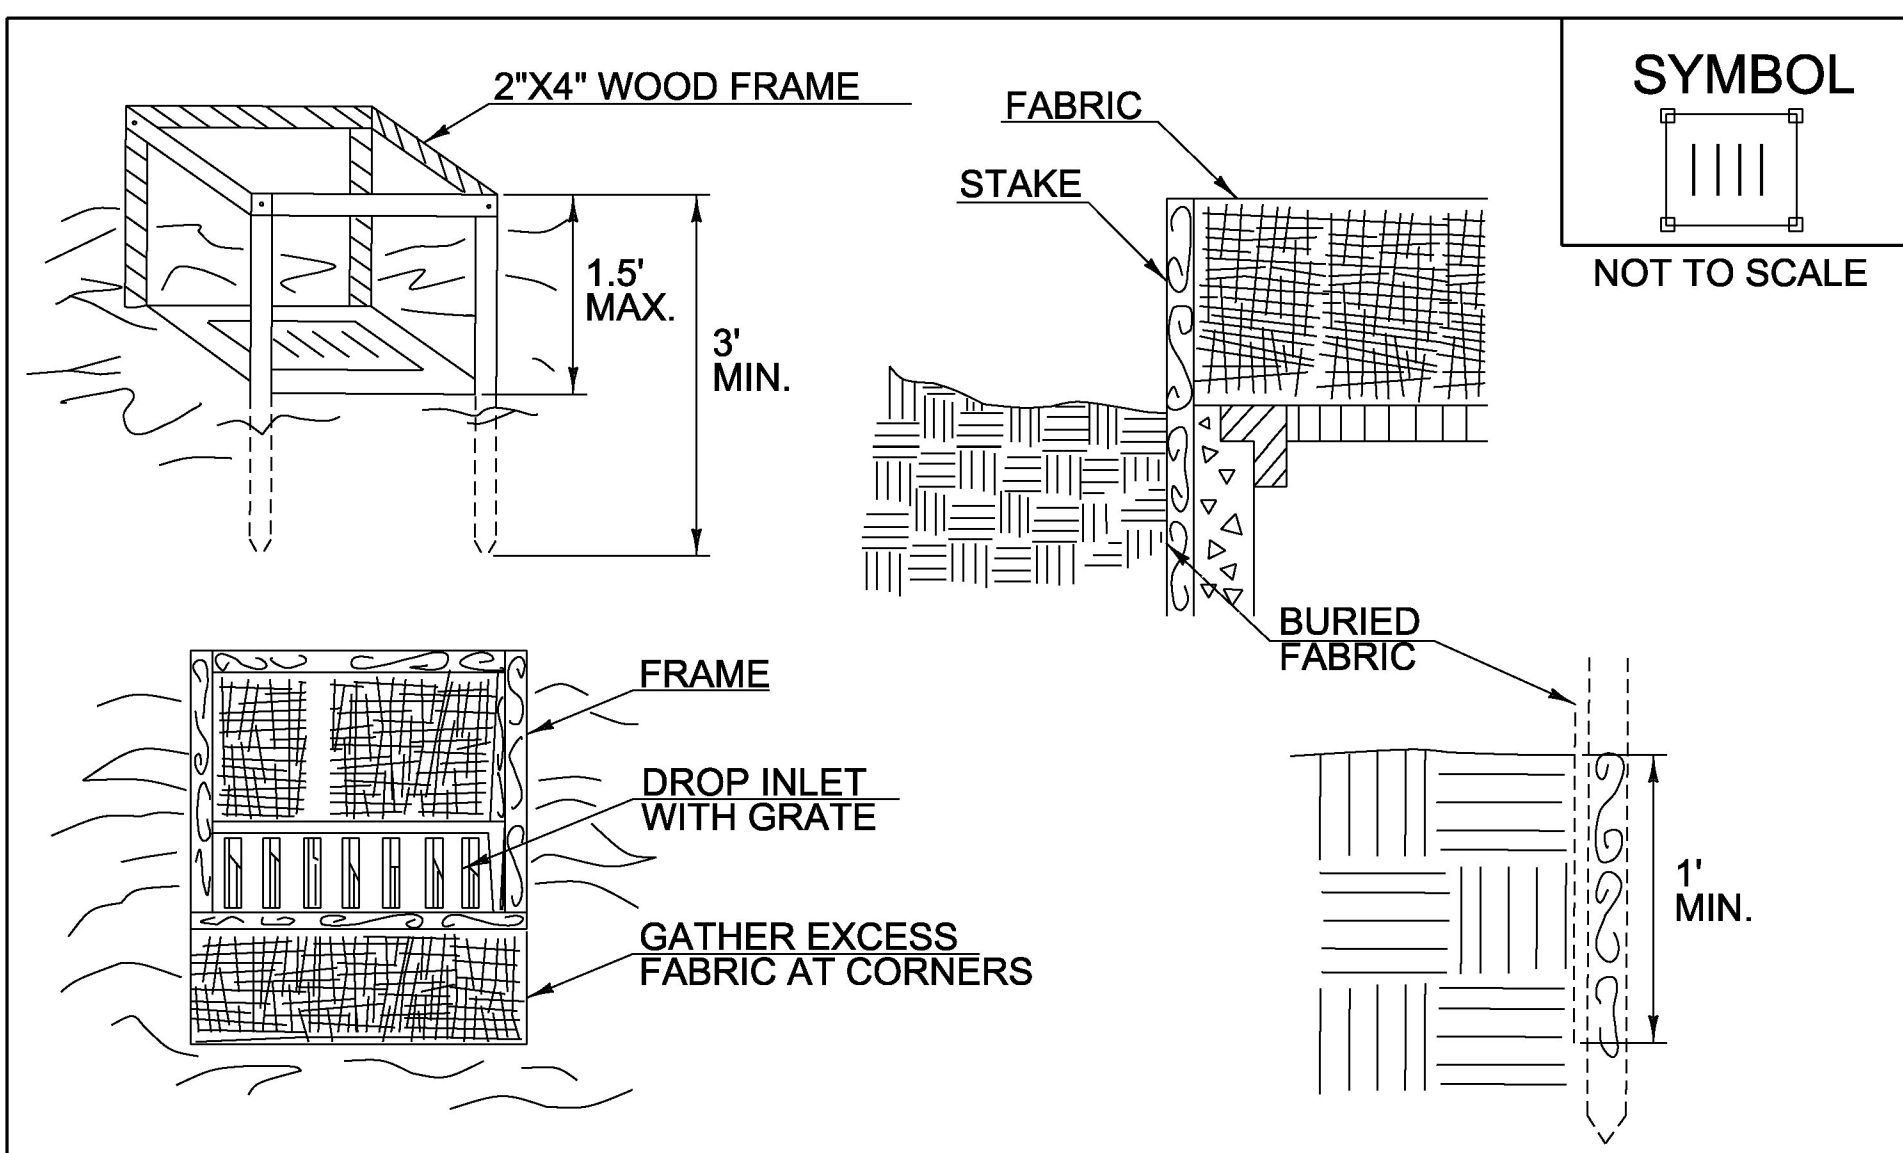 2"X4" WOOD FRAME
1.5'
MAX.
3'
MIN.
FABRIC
STAKE
SYMBOL
NOT TO SCALE
BURIED
FABRIC
FRAME
DROP INLET
WITH GRATE
GATHER EXCESS
FABRIC AT CORNERS
1'
MIN.